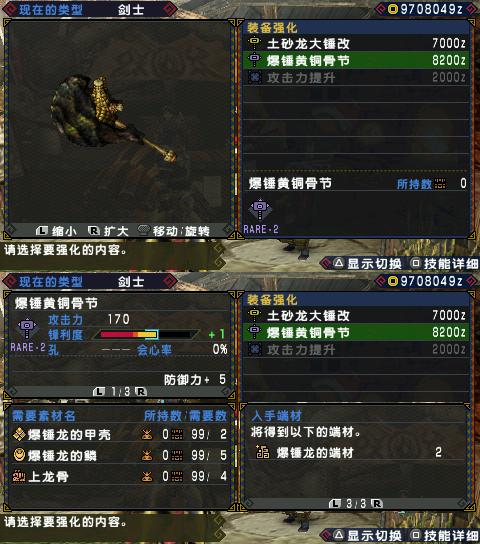 现在的类型 剑士
9708049z
装备强化
土砂龙大锤改 7000z
爆锤黄铜骨节 8200z
攻击力提升 2000z
爆锤黄铜骨节 所持数 0
RARE-2
L 缩小 R 扩大 移动/旋转
请选择要强化的内容。
△显示切换 □技能详细
现在的类型 剑士
9708049z
爆锤黄铜骨节
攻击力 170
锋利度 +1
RARE-2 孔 --- 会心率 0%
防御力+ 5
L 1/3 R
装备强化
土砂龙大锤改 7000z
爆锤黄铜骨节 8200z
攻击力提升 2000z
需要素材名 所持数/需要数
爆锤龙的甲壳 0 99/ 2
爆锤龙的鳞 0 99/ 5
上龙骨 0 99/ 4
入手端材
将得到以下的端材。
爆锤龙的端材 2
L 3/3 R
请选择要强化的内容。
△显示切换 □技能详细